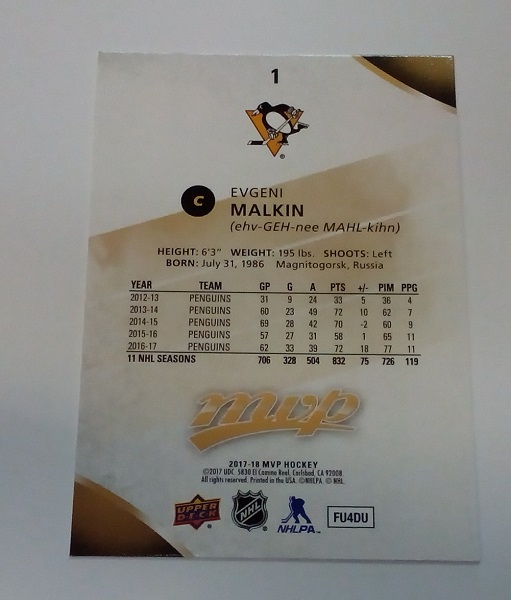 1
C
EVGENI
MALKIN
(ehv-GEH-nee MAHL-kihn)
HEIGHT: 6'3" WEIGHT: 195 lbs. SHOOTS: Left
BORN: July 31, 1986 Magnitogorsk, Russia
YEAR TEAM GP G A PTS +/- PIM PPG
2012-13 PENGUINS 31 9 24 33 5 36 4
2013-14 PENGUINS 60 23 49 72 10 62 7
2014-15 PENGUINS 69 28 42 70 -2 60 9
2015-16 PENGUINS 57 27 31 58 1 65 11
2016-17 PENGUINS 62 33 39 72 18 77 11
11 NHL SEASONS 706 328 504 832 75 726 119
mvp
2017-18 MVP HOCKEY
©2017 UDC. 5830 El Camino Real, Carlsbad, CA 92008.
All rights reserved. Printed in the USA. ©NHLPA. © NHL.
UPPER DECK
NHL
NHLPA
FU4DU